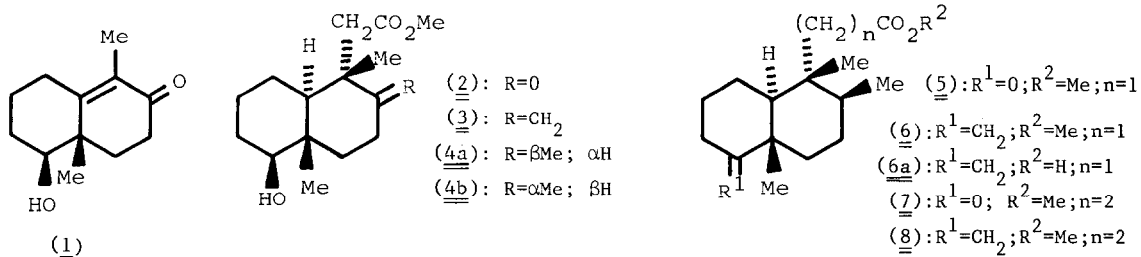 Me
O
Me
HO
(1)
CH₂CO₂Me
H
Me
R
Me
HO
(2): R=O
(3): R=CH₂
(4a): R=βMe; αH
(4b): R=αMe; βH
(CH₂)ₙCO₂R²
H
Me
Me
Me
R¹
(5): R¹=O;R²=Me;n=1
(6):R¹=CH₂;R²=Me;n=1
(6a):R¹=CH₂;R²=H;n=1
(7):R¹=O; R²=Me;n=2
(8):R¹=CH₂;R²=Me;n=2